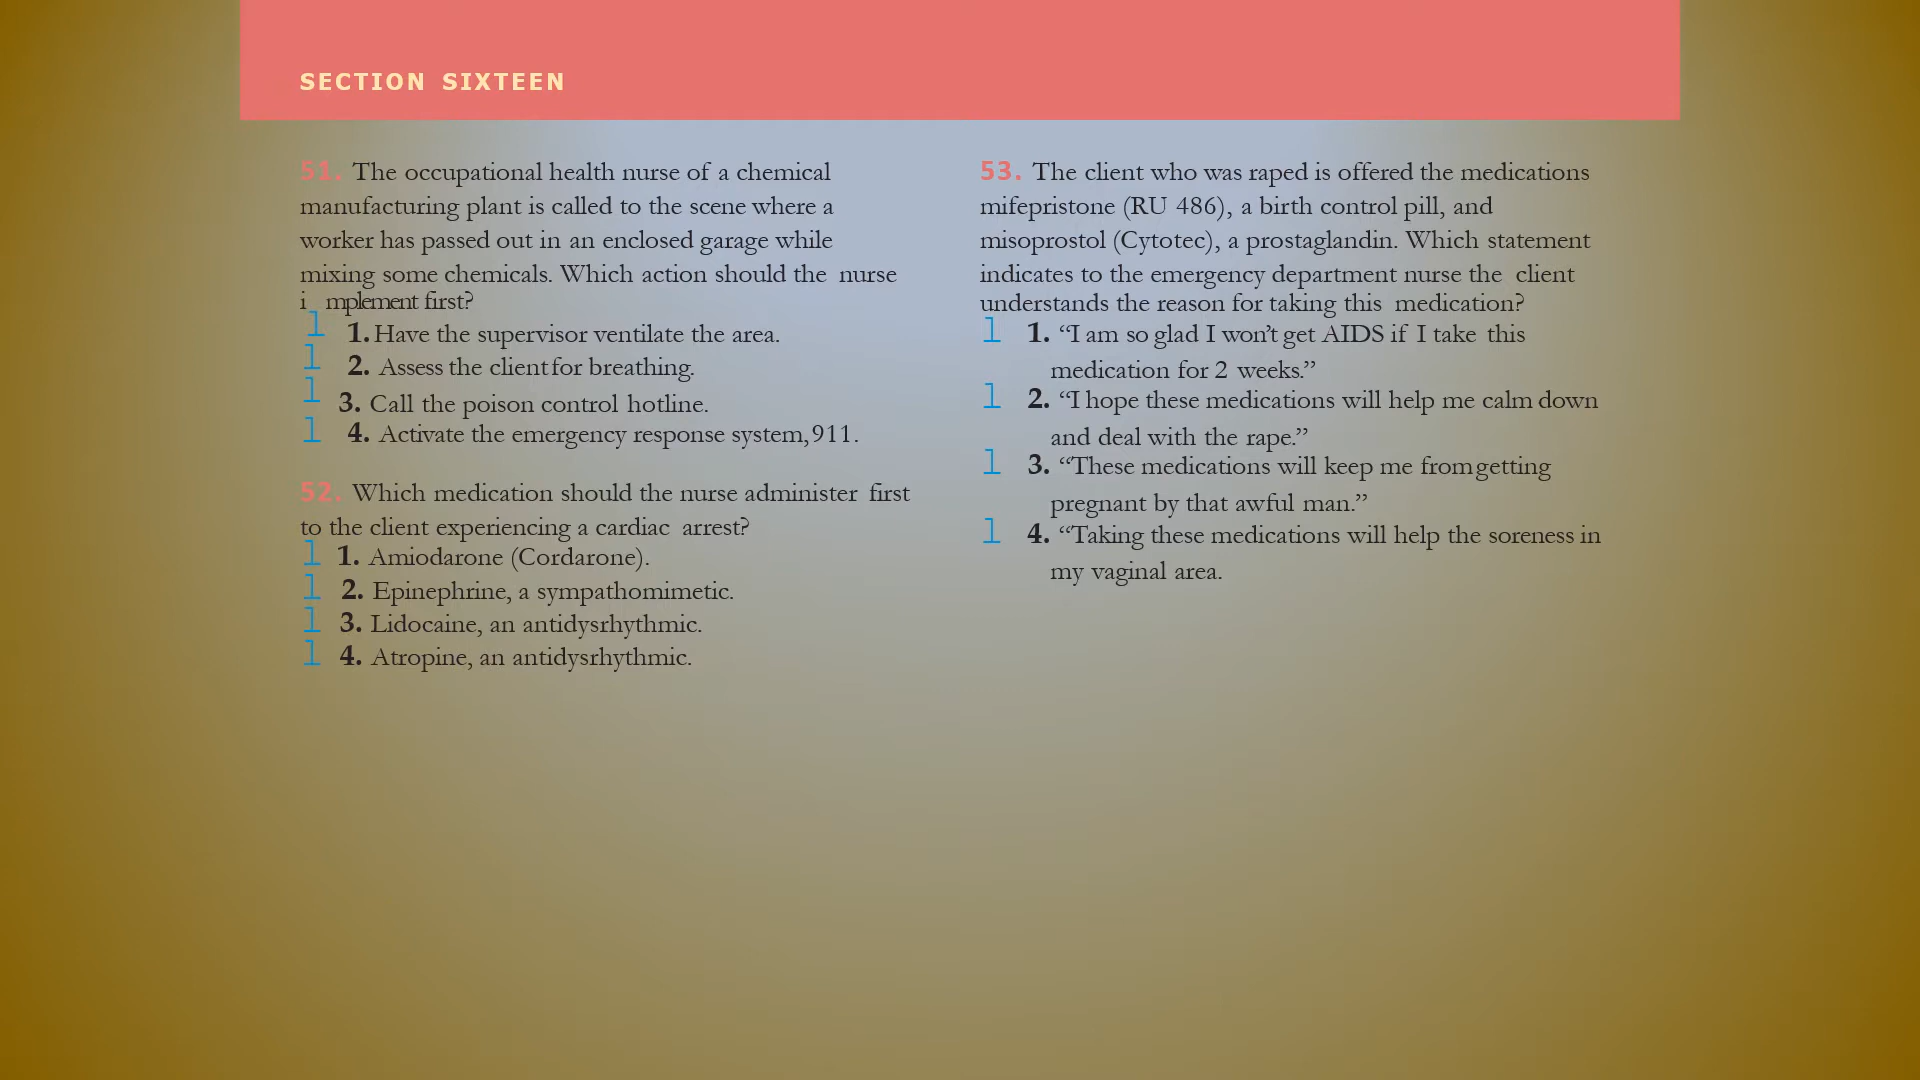 SECTION SIXTEEN
51. The occupational health nurse of a chemical
manufacturing plant is called to the scene where a
worker has passed out in an enclosed garage while
mixing some chemicals. Which action should the nurse
i mplement first?
l 1. Have the supervisor ventilate the area.
l 2. Assess the client for breathing.
l 3. Call the poison control hotline.
l 4. Activate the emergency response system, 911.
52. Which medication should the nurse administer first
to the client experiencing a cardiac arrest?
l 1. Amiodarone (Cordarone).
l 2. Epinephrine, a sympathomimetic.
l 3. Lidocaine, an antidysrhythmic.
l 4. Atropine, an antidysrhythmic.
53. The client who was raped is offered the medications
mifepristone (RU 486), a birth control pill, and
misoprostol (Cytotec), a prostaglandin. Which statement
indicates to the emergency department nurse the client
understands the reason for taking this medication?
l 1. “I am so glad I won’t get AIDS if I take this
medication for 2 weeks.”
l 2. “I hope these medications will help me calm down
and deal with the rape.”
l 3. “These medications will keep me from getting
pregnant by that awful man.”
l 4. “Taking these medications will help the soreness in
my vaginal area.